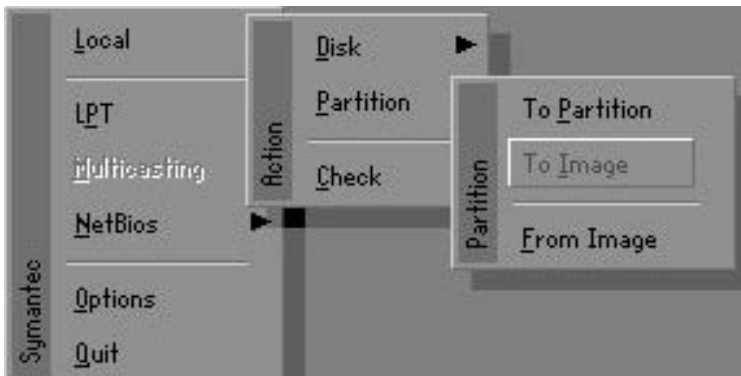 Symantec
Local
LPT
Multicasting
NetBios
Options
Quit
Action
Disk
Partition
Check
Partition
To Partition
To Image
From Image